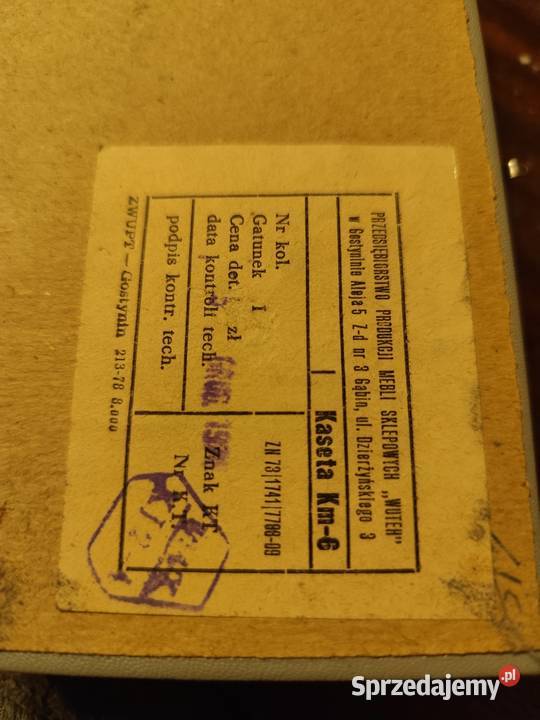 PRZEDSIĘBIORSTWO PRODUKCJI MEBLI SKLEPOWYCH „WUTEH"
w Gostyninie Aleja 5 Z-d nr 3 Gąbin, ul. Dzierżyńskiego 3
Kaseta Km-6
Nr kol.
Gatunek I
Cena det. zł
ZN 73|1741|7798-09
data kontroli tech.
Znak KT
podpis kontr. tech.
Nr KT
ZWUPT — Gostynin 213-78 8.000
Sprzedajemy.pl